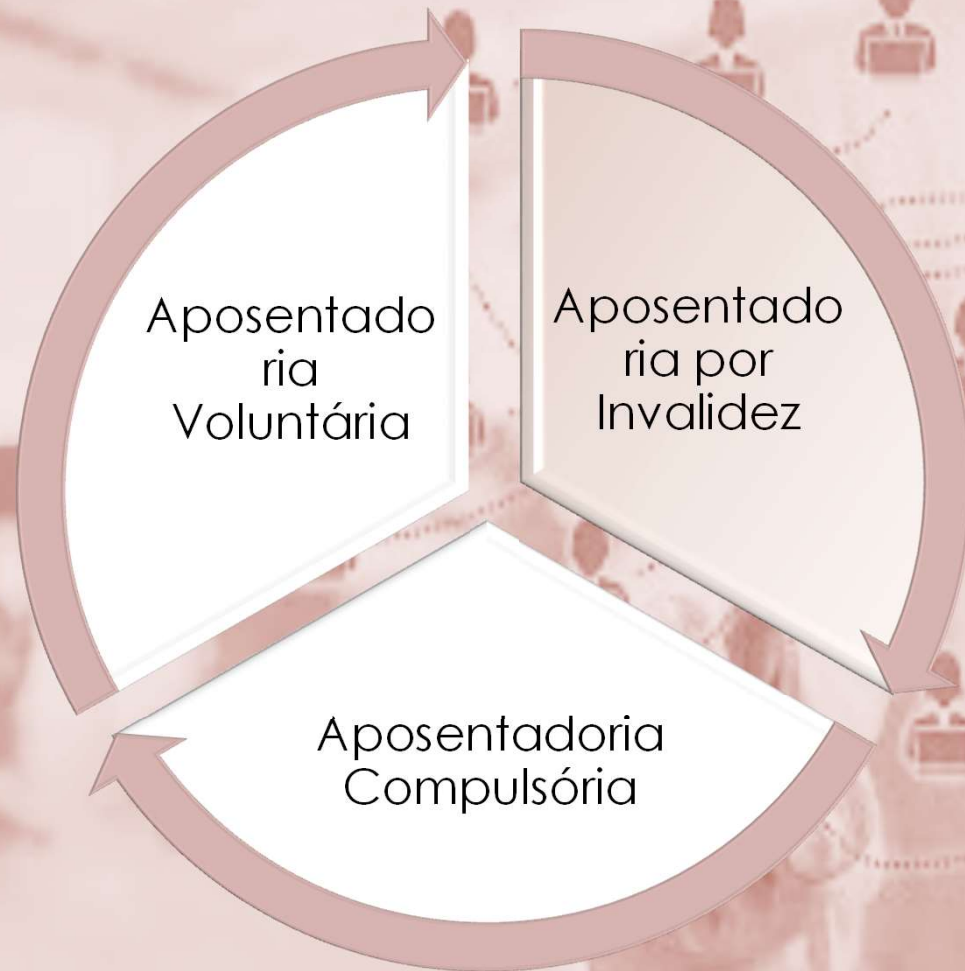 Aposentado
ria
Voluntária
Aposentado
ria por
Invalidez
Aposentadoria
Compulsória